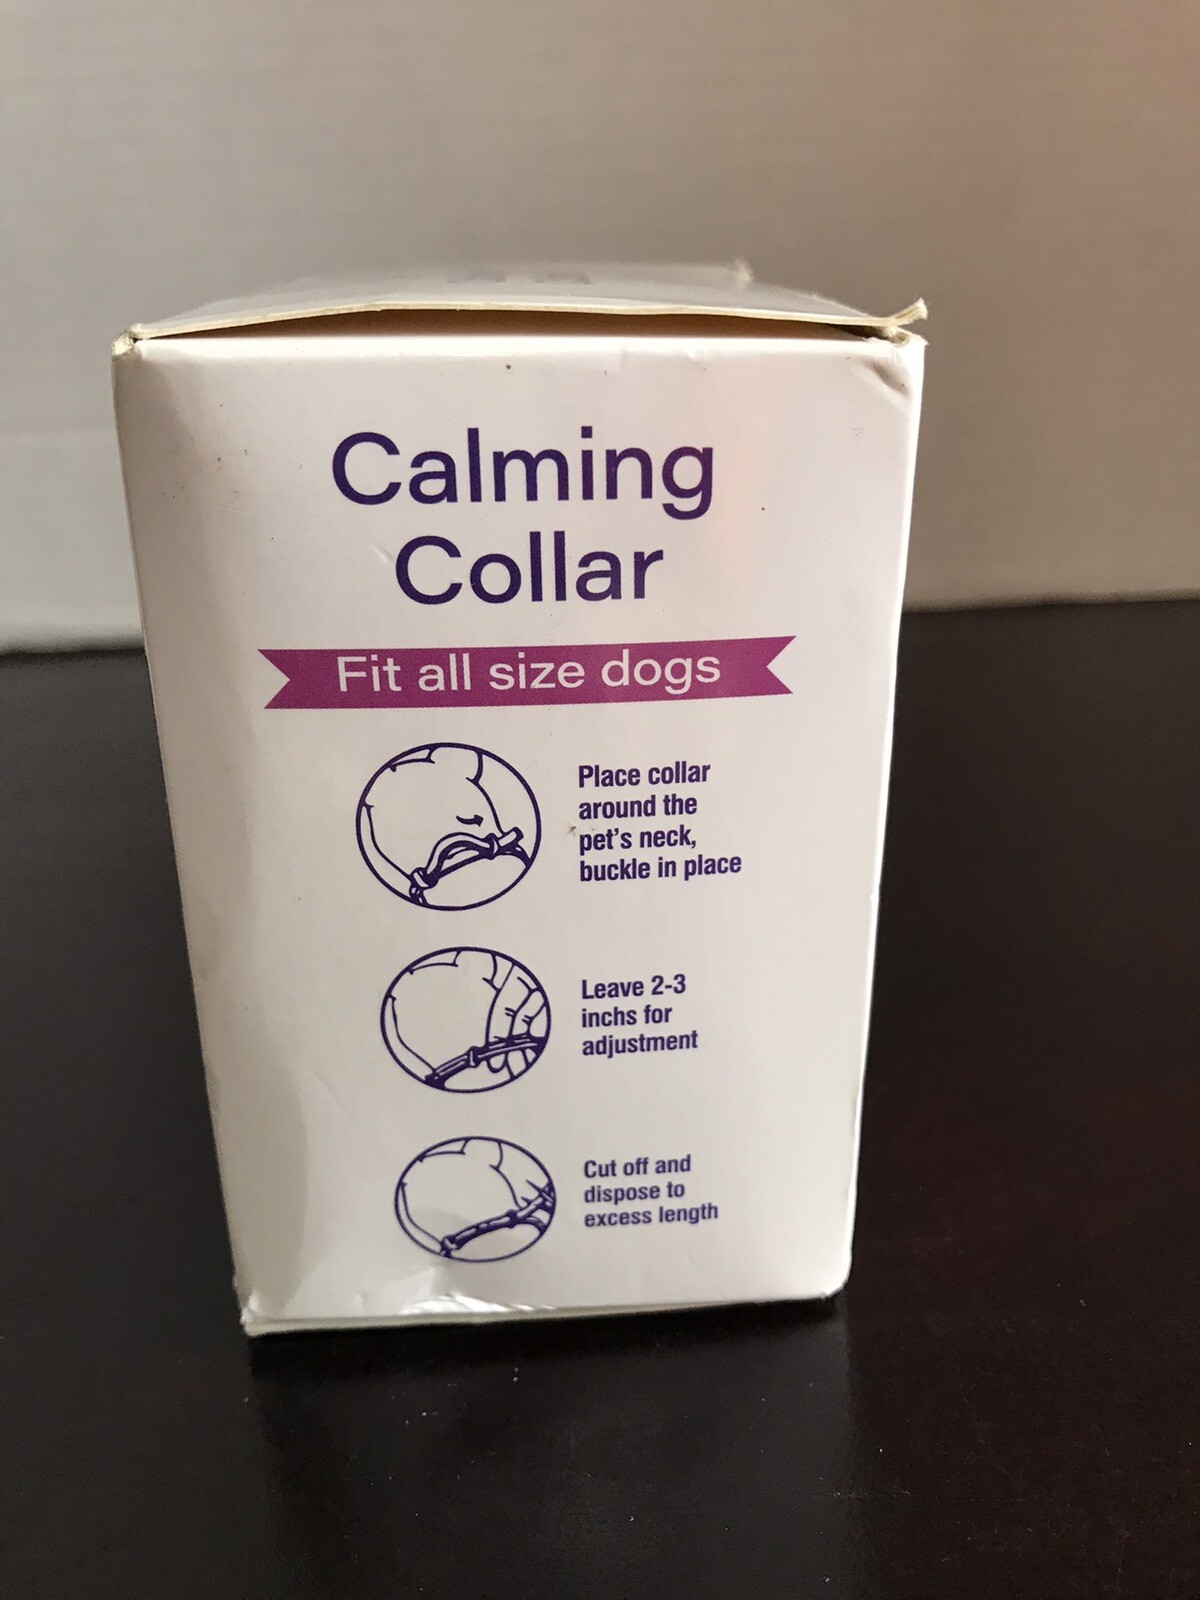 Calming
Collar
Fit all size dogs
Place collar
around the
pet's neck,
buckle in place
Leave 2-3
inchs for
adjustment
Cut off and
dispose to
excess length